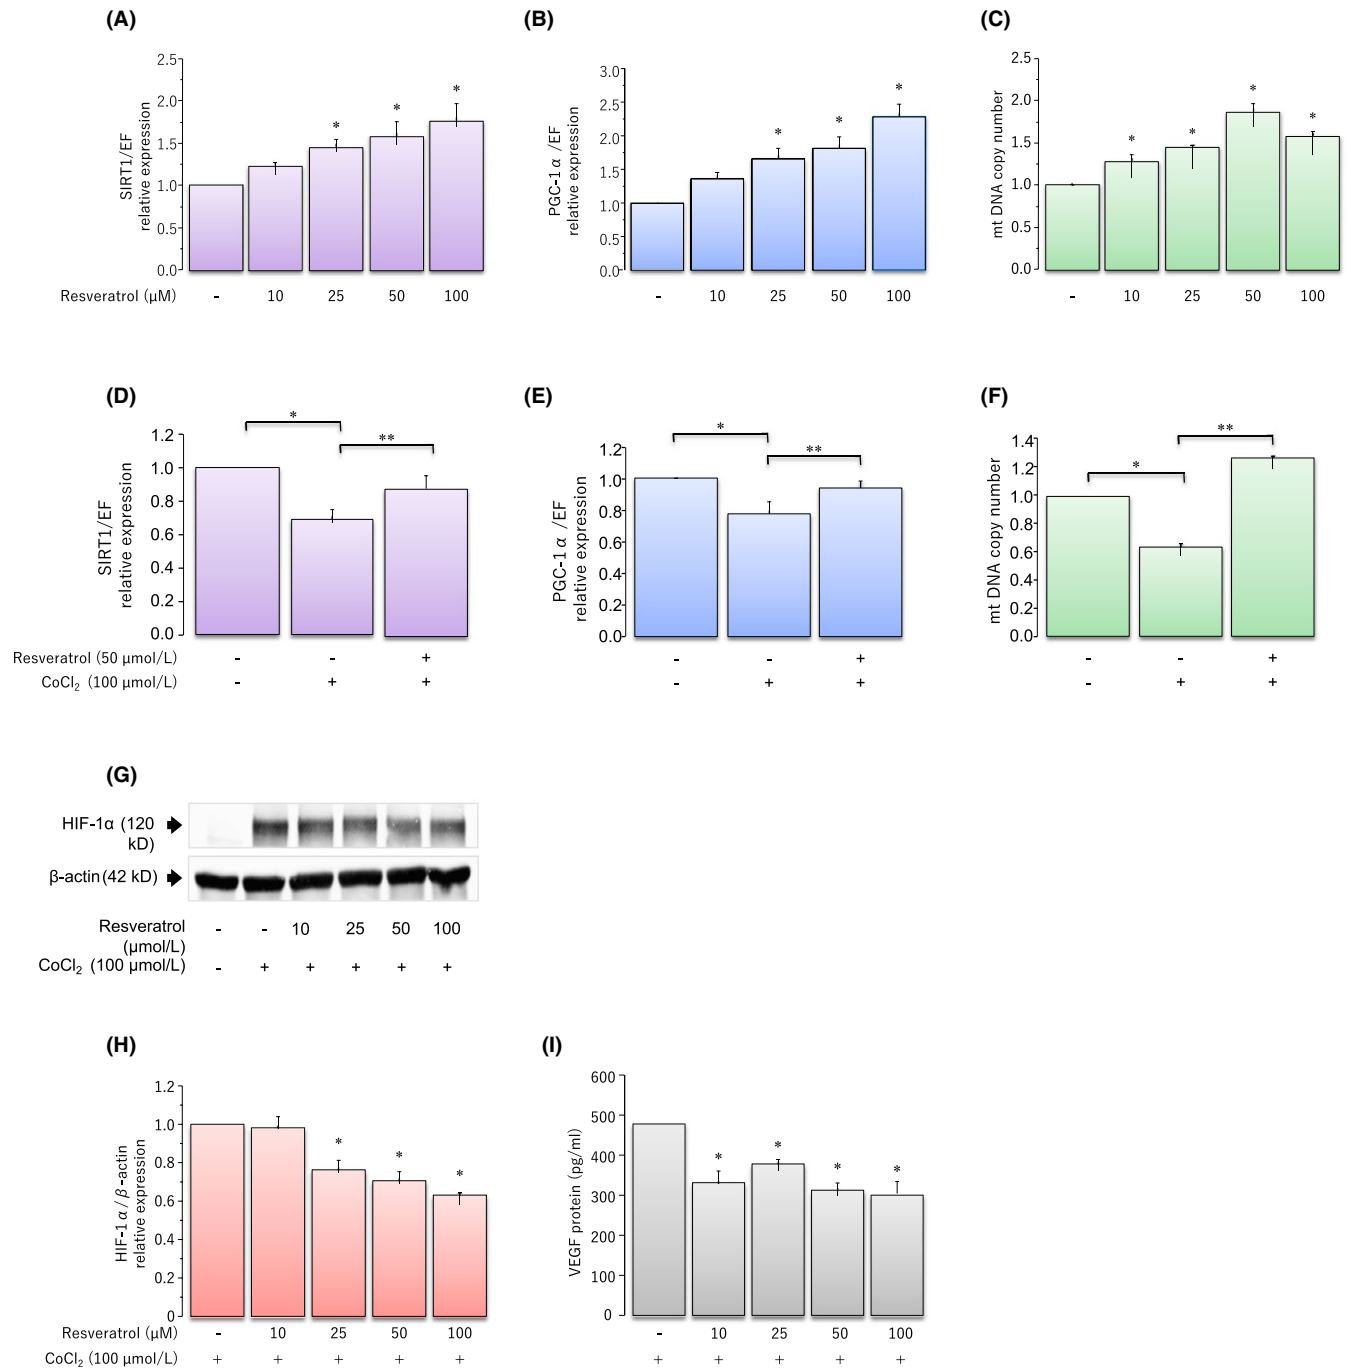 (A)
SIRT1/EF
relative expression
2.5
2.0
1.5
1.0
0.5
0.0
*
*
*
Resveratrol (μM)
- 10 25 50 100
(B)
PGC-1 α /EF
relative expression
3.0
2.5
2.0
1.5
1.0
0.5
0.0
*
*
*
- 10 25 50 100
(C)
mt DNA copy number
2.5
2.0
1.5
1.0
0.5
0.0
*
*
*
*
- 10 25 50 100
(D)
SIRT1/EF
relative expression
1.2
1.0
0.8
0.6
0.4
0.2
0.0
*
**
Resveratrol (50 μmol/L) - - +
CoCl₂ (100 μmol/L) - + +
(E)
PGC-1 α /EF
relative expression
1.2
1.0
0.8
0.6
0.4
0.2
0.0
*
**
- - +
- + +
(F)
mt DNA copy number
1.4
1.2
1.0
0.8
0.6
0.4
0.2
0.0
*
**
- - +
- + +
(G)
HIF-1α (120
kD)
β-actin (42 kD)
Resveratrol - - 10 25 50 100
(μmol/L)
CoCl₂ (100 μmol/L) - + + + + +
(H)
HIF-1 α / β -actin
relative expression
1.2
1.0
0.8
0.6
0.4
0.2
0
*
*
*
Resveratrol (μM) - 10 25 50 100
CoCl₂ (100 μmol/L) + + + + +
(I)
VEGF protein (pg/ml)
600
500
400
300
200
100
0
*
*
*
*
- 10 25 50 100
+ + + + +